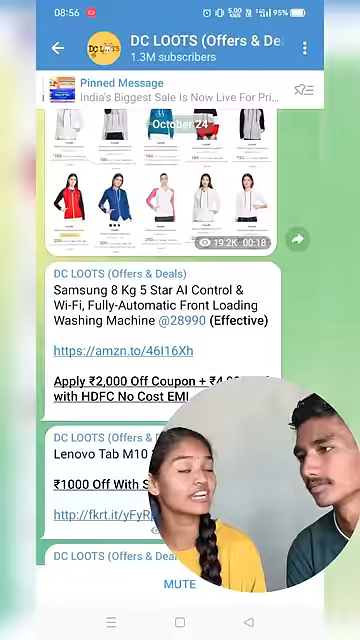 08:56
5.00
95%
DC LOOTS (Offers & De
1.3M subscribers
Pinned Message
India's Biggest Sale Is Now Live For Pri...
October 24
19.2K 00:18
DC LOOTS (Offers & Deals)
Samsung 8 Kg 5 Star AI Control &
Wi-Fi, Fully-Automatic Front Loading
Washing Machine @28990 (Effective)
https://amzn.to/46I16Xh
Apply ₹2,000 Off Coupon +
with HDFC No Cost EMI
DC LOOTS (Offers &
Lenovo Tab M10
₹1000 Off With
http://fkrt.it/yFyR
DC LOOTS (Offers & Deals
MUTE